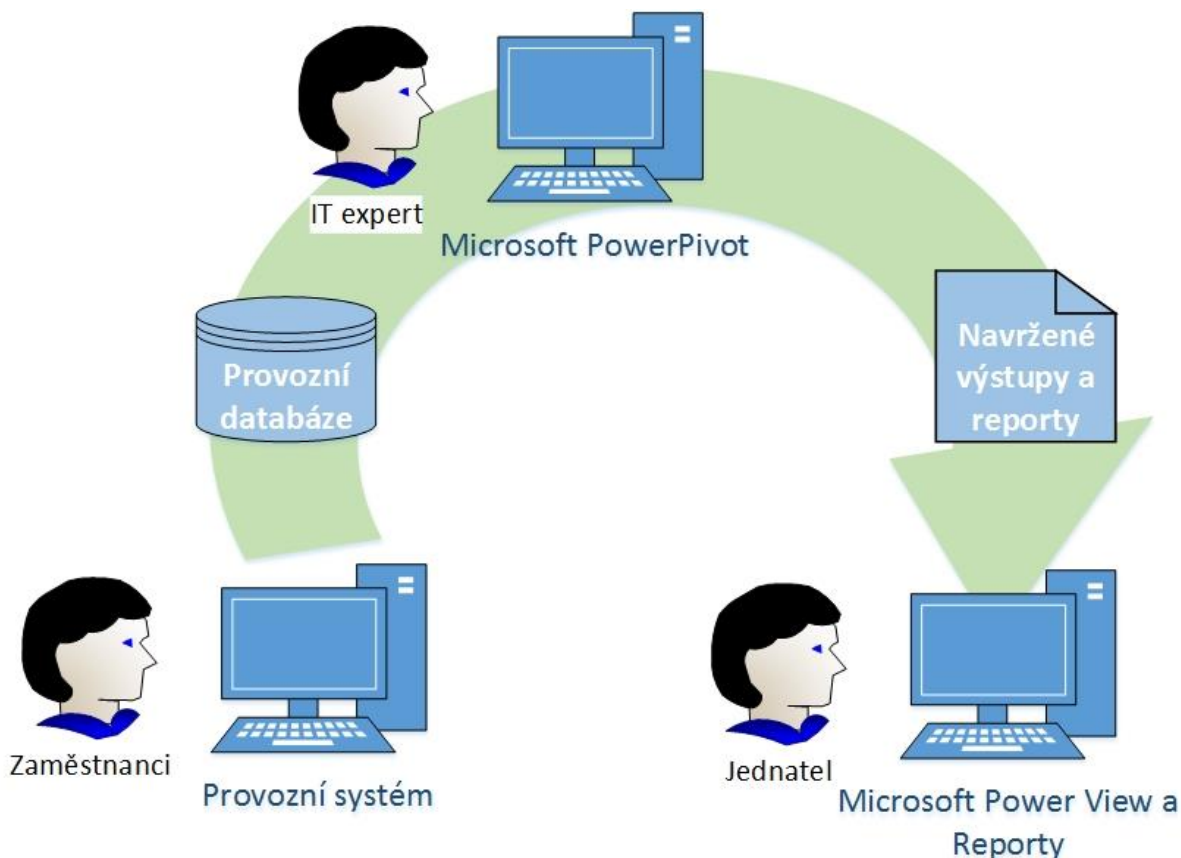 IT expert
Microsoft PowerPivot
Provozní
databáze
Navržené
výstupy a
reporty
Zaměstnanci
Provozní systém
Jednatel
Microsoft Power View a
Reporty